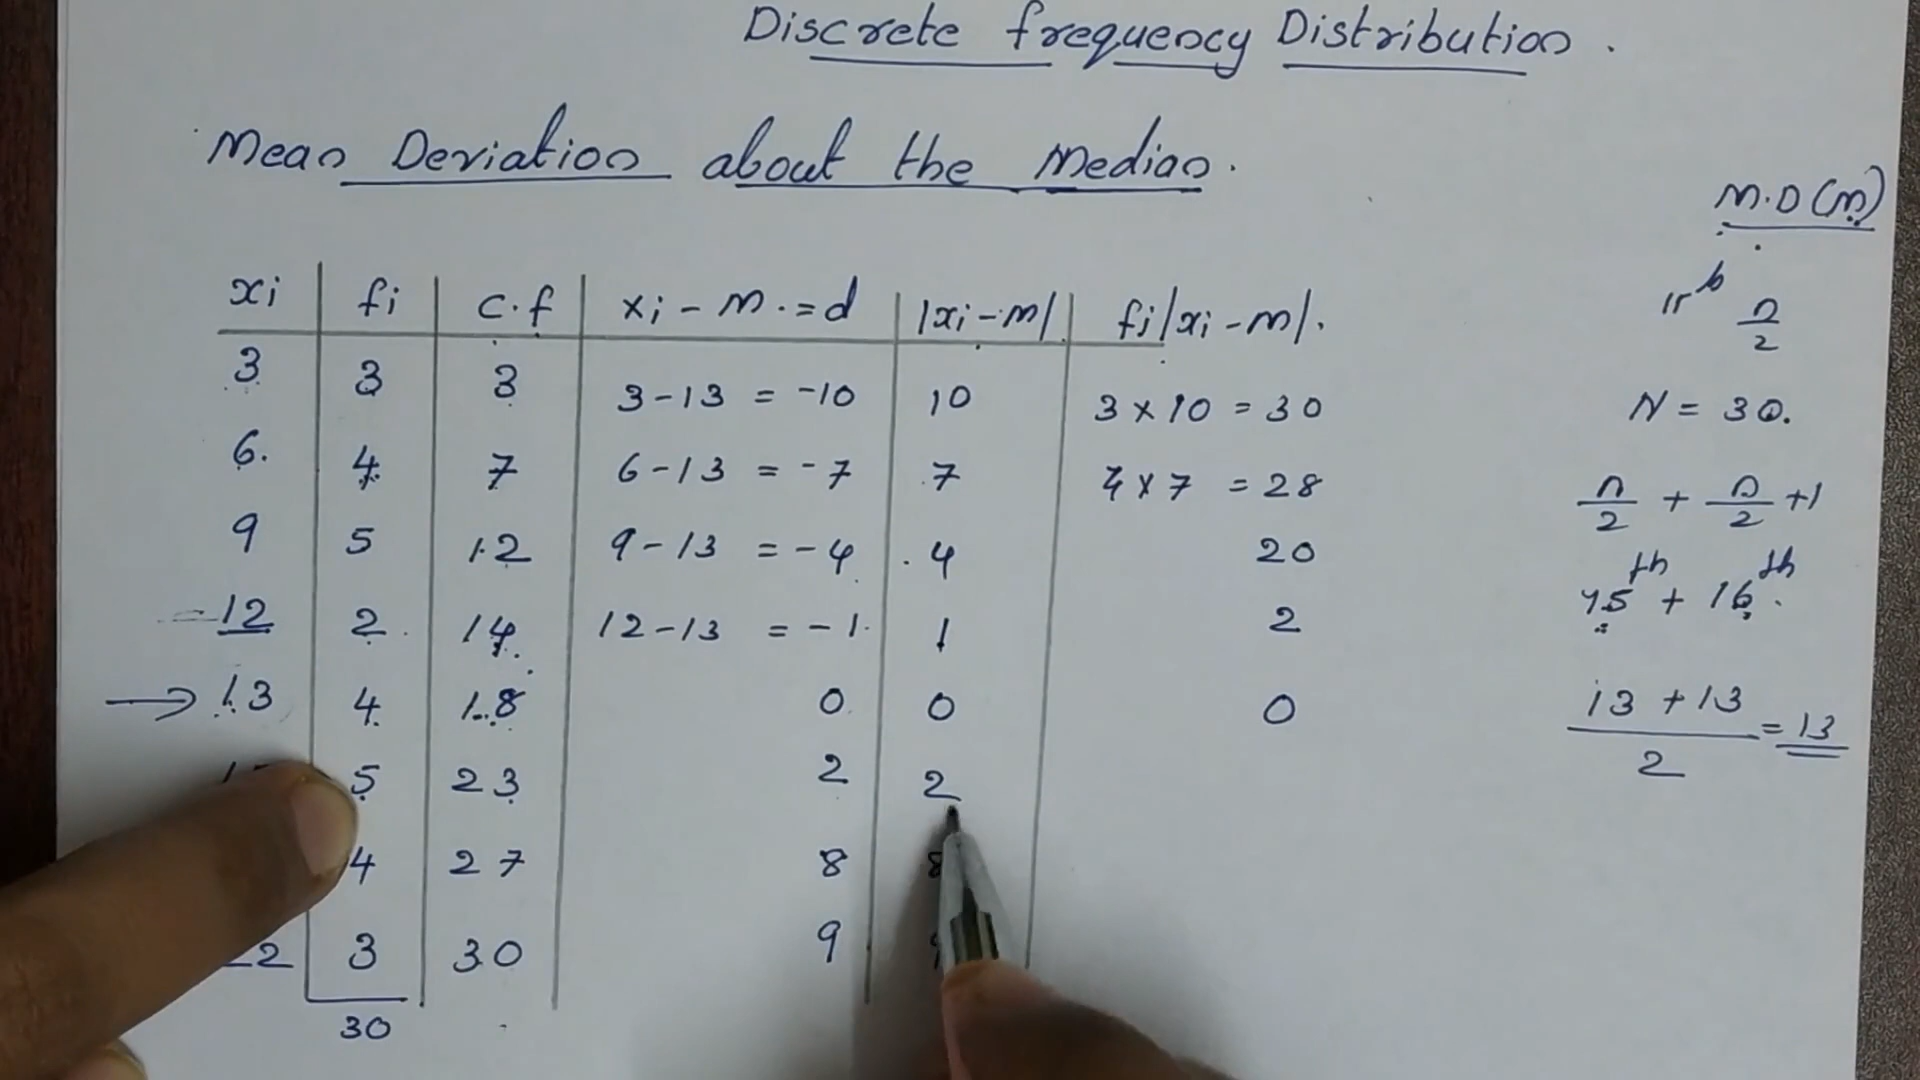 Discrete frequency Distribution.
Mean Deviation about the Median.
M.D(M)
xi fi c.f xi - M. = d |xi - M| fi|xi - M|.
n/2
3 3 3 3 - 13 = -10 10 3 x 10 = 30
N = 30.
6. 4 7 6 - 13 = -7 7 4 x 7 = 28
n/2 + n/2 + 1
9 5 12 9 - 13 = -4 4 20
15th + 16th.
12 2 14 12 - 13 = -1 1 2
→ 13 4 18 0 0 0
13 + 13 / 2 = 13
5 23 2 2
4 27 8 8
22 3 30 9
30